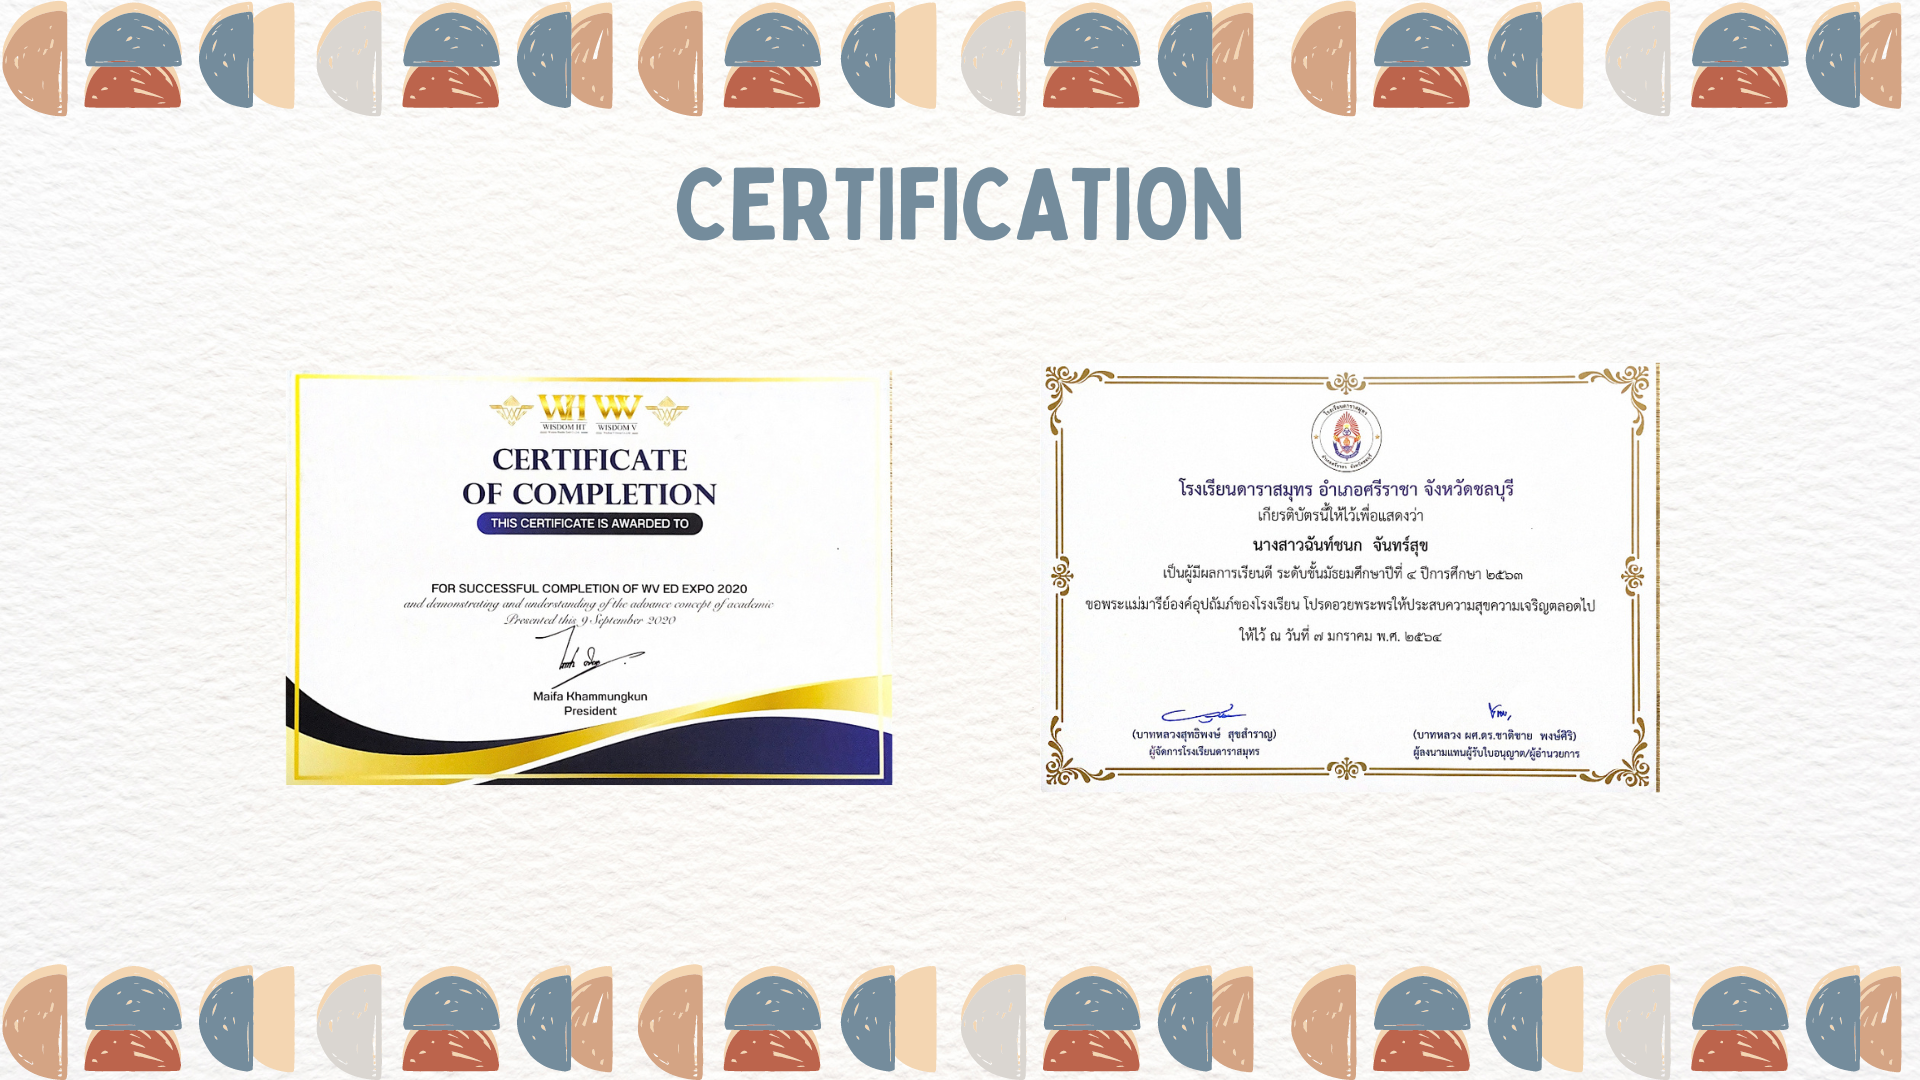 CERTIFICATION
WH WV
WISDOM HT WISDOM V
CERTIFICATE
OF COMPLETION
THIS CERTIFICATE IS AWARDED TO
FOR SUCCESSFUL COMPLETION OF WV ED EXPO 2020
and demonstrating and understanding of the advance concept of academic
Presented this 9 September 2020
Maifa Khammungkun
President
โรงเรียนดาราสมุทร อำเภอศรีราชา จังหวัดชลบุรี
เกียรติบัตรนี้ให้ไว้เพื่อแสดงว่า
นางสาวฉันท์ชนก จันทร์สุข
เป็นผู้มีผลการเรียนดี ระดับชั้นมัธยมศึกษาปีที่ ๔ ปีการศึกษา ๒๕๖๓
ขอพระแม่มารีย์องค์อุปถัมภ์ของโรงเรียน โปรดอวยพระพรให้ประสบความสุขความเจริญตลอดไป
ให้ไว้ ณ วันที่ ๗ มกราคม พ.ศ. ๒๕๖๔
(บาทหลวงสุทธิพงษ์ สุขสำราญ)
ผู้จัดการโรงเรียนดาราสมุทร
(บาทหลวง ผศ.ดร.ชาติชาย พงษ์ศิริ)
ผู้ลงนามแทนผู้รับใบอนุญาต/ผู้อำนวยการ